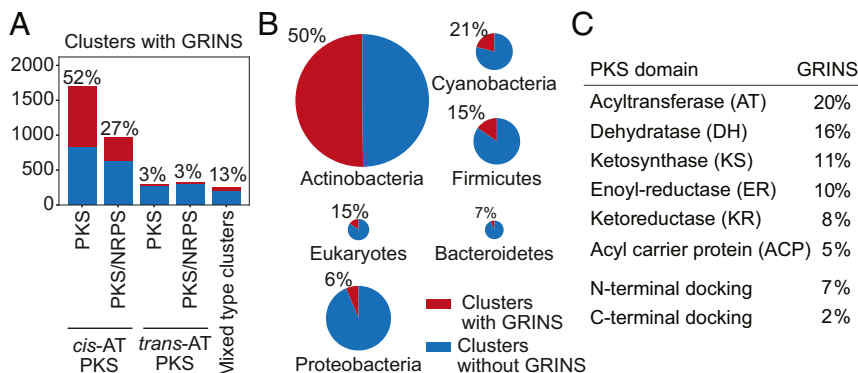 A
Clusters with GRINS
2000
1500
1000
500
0
52%
27%
3%
3%
13%
PKS
PKS/NRPS
PKS
PKS/NRPS
Mixed type clusters
cis-AT
PKS
trans-AT
PKS
B
50%
Actinobacteria
21%
Cyanobacteria
15%
Firmicutes
15%
Eukaryotes
7%
Bacteroidetes
6%
Proteobacteria
Clusters
with GRINS
Clusters
without GRINS
C
PKS domain GRINS
Acyltransferase (AT) 20%
Dehydratase (DH) 16%
Ketosynthase (KS) 11%
Enoyl-reductase (ER) 10%
Ketoreductase (KR) 8%
Acyl carrier protein (ACP) 5%
N-terminal docking 7%
C-terminal docking 2%